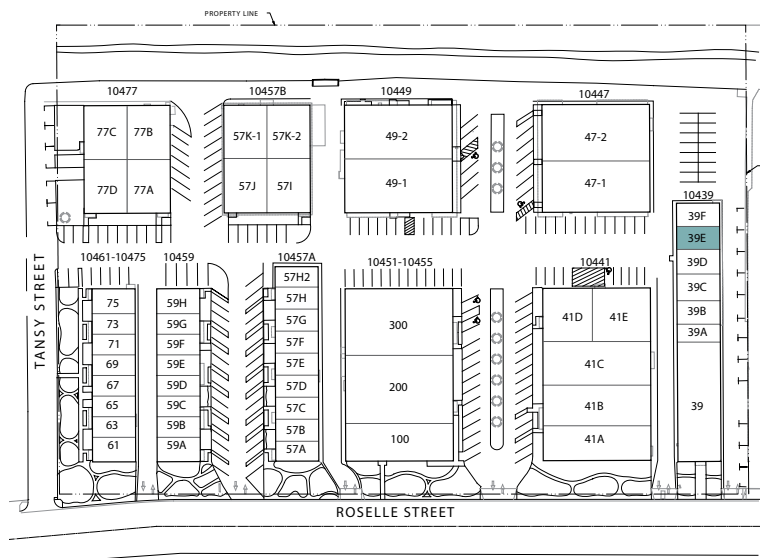 PROPERTY LINE
10477
10457B
10449
10447
77C
77B
77D
77A
57K-1
57K-2
57J
57I
49-2
49-1
47-2
47-1
10439
39F
39E
39D
39C
39B
39A
39
TANSY STREET
10461-10475
10459
10457A
10451-10455
10441
75
73
71
69
67
65
63
61
59H
59G
59F
59E
59D
59C
59B
59A
57H2
57H
57G
57F
57E
57D
57C
57B
57A
300
200
100
41D
41E
41C
41B
41A
ROSELLE STREET